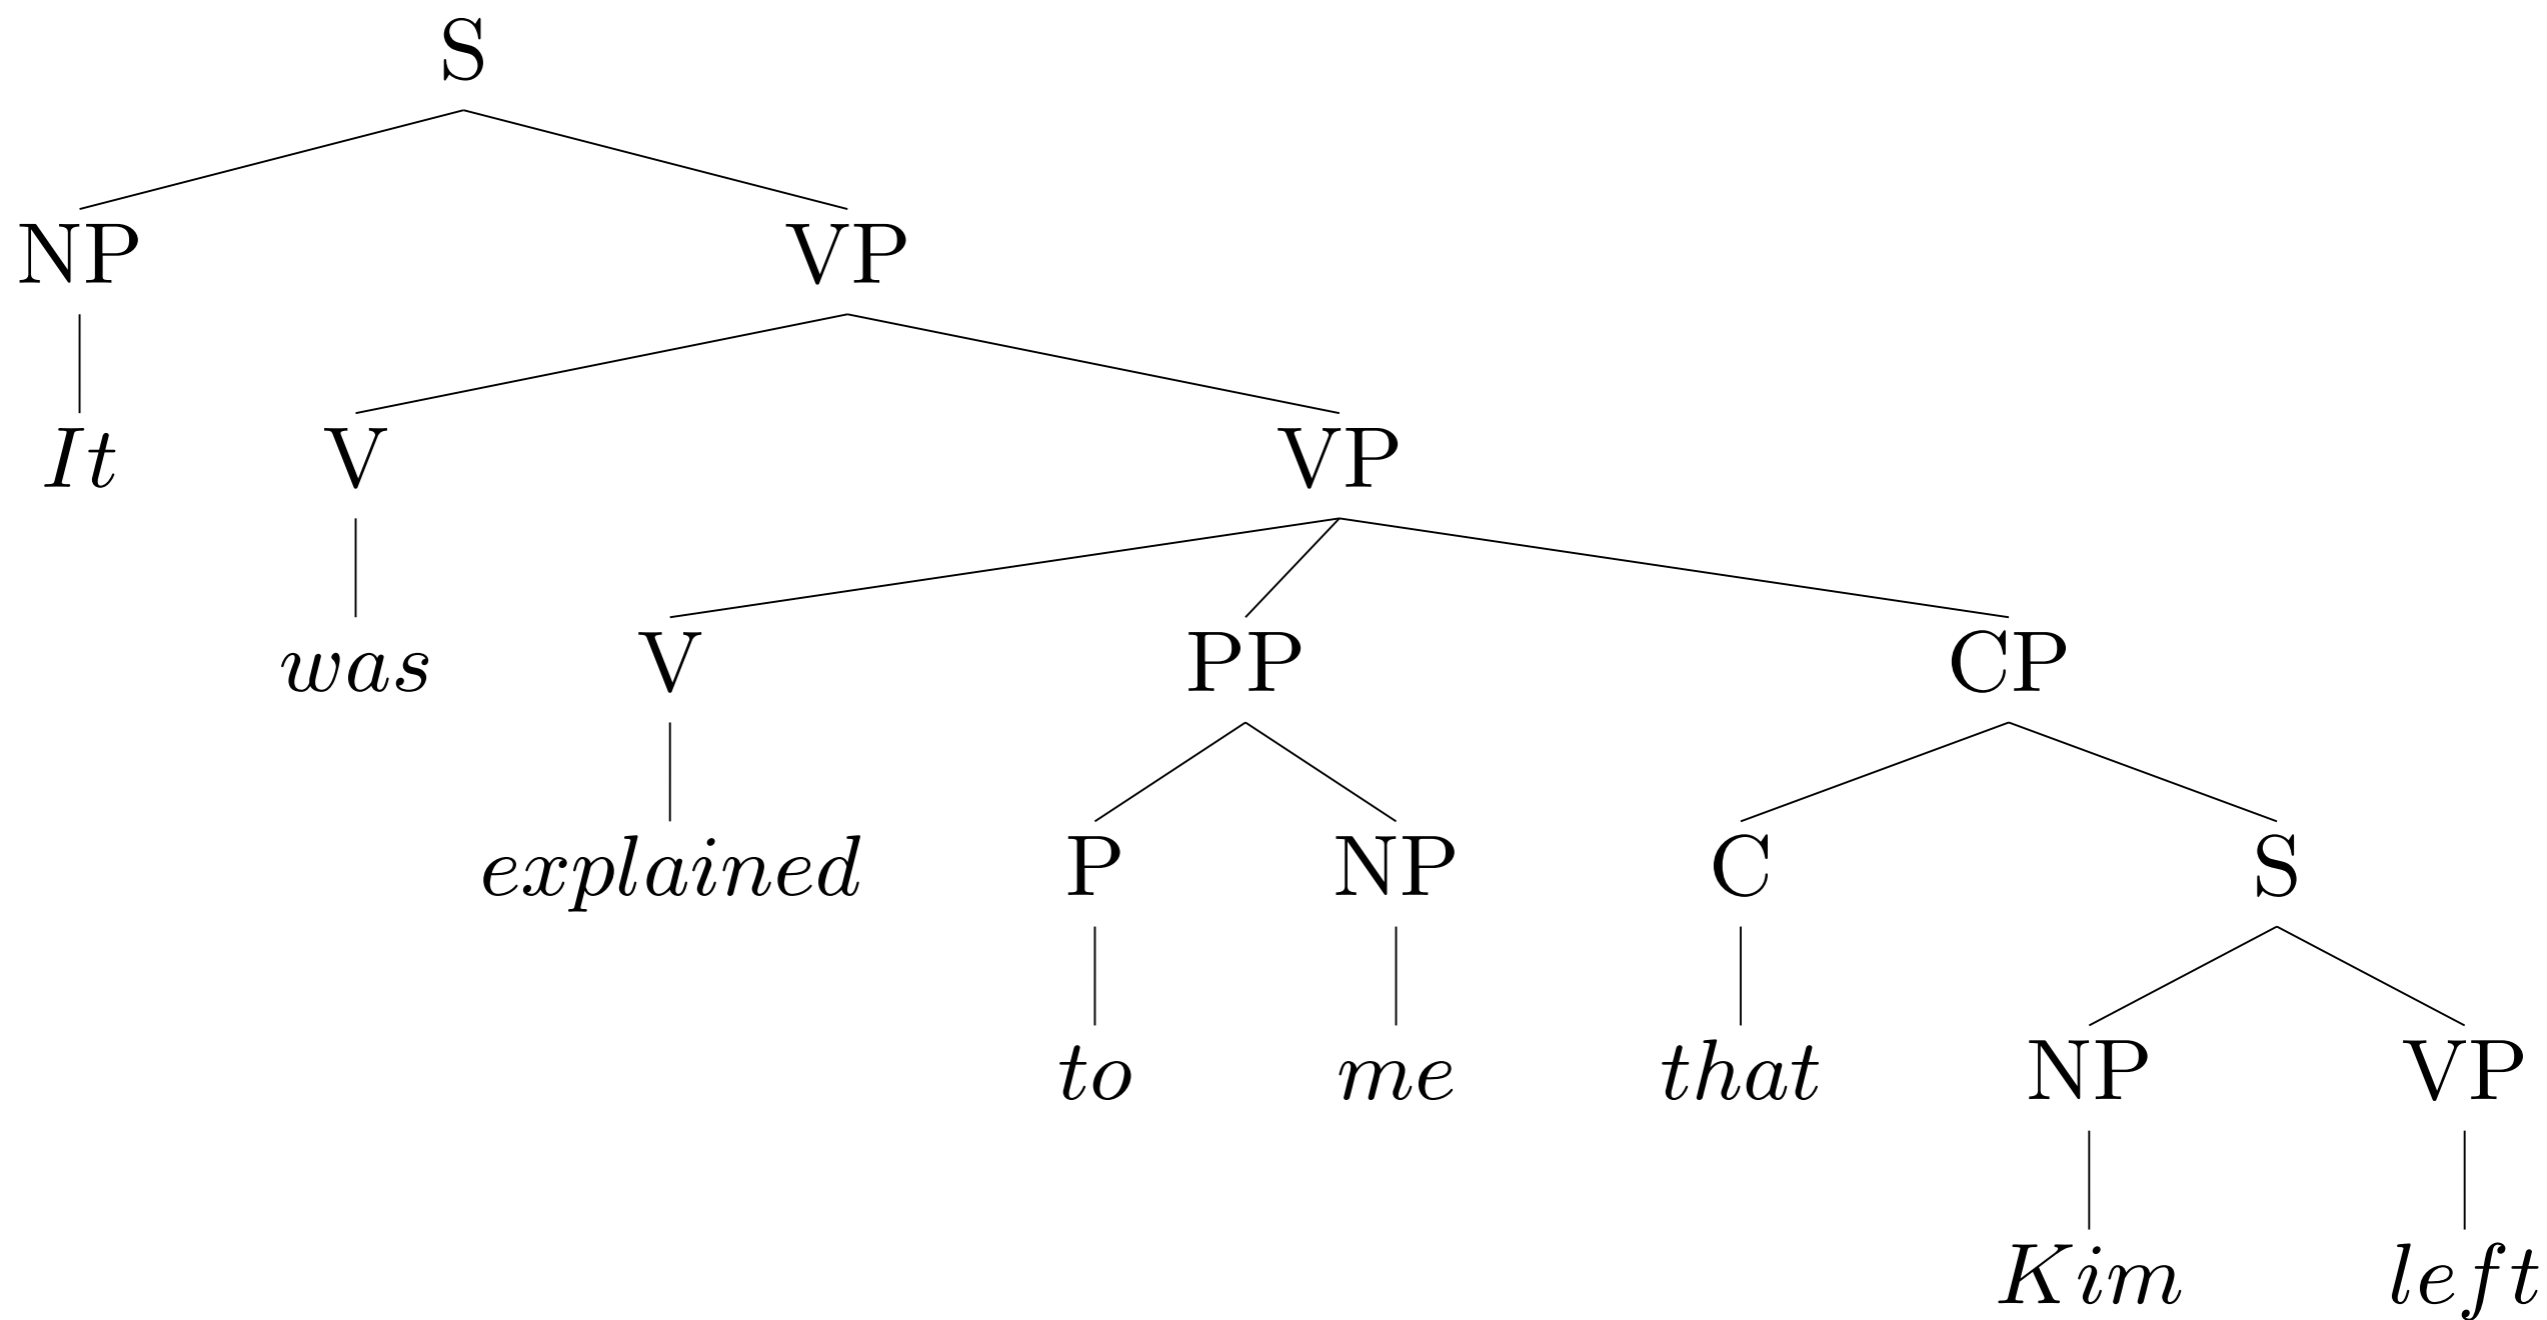 S
NP VP
It V VP
was V PP CP
explained P NP C S
to me that NP VP
Kim left